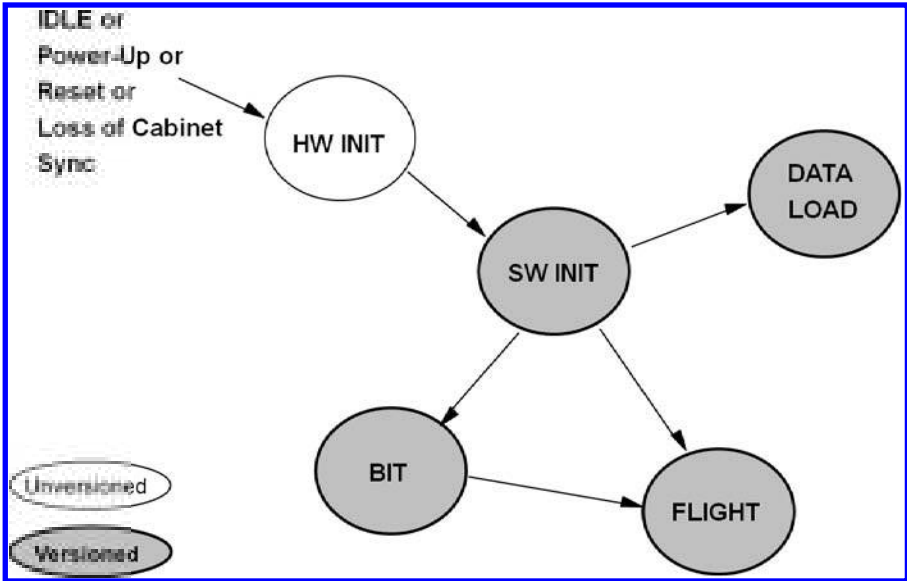 IDLE or
Power-Up or
Reset or
Loss of Cabinet
Sync
HW INIT
DATA
LOAD
SW INIT
BIT
FLIGHT
Unversioned
Versioned